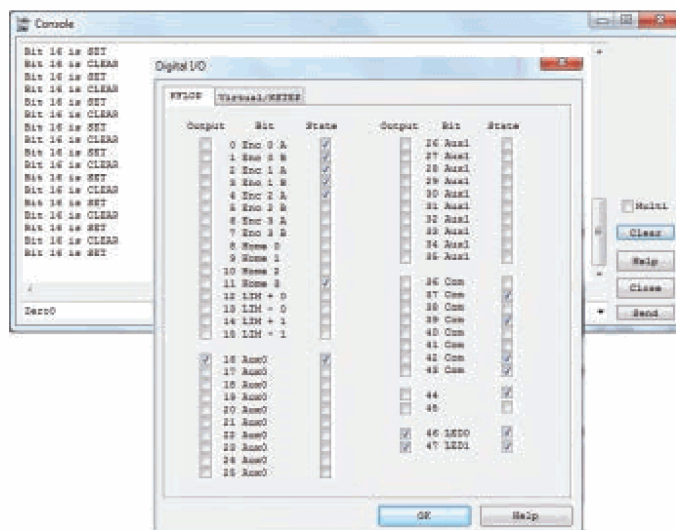 Console
Bit 16 is SET
Bit 16 is CLEAR
Bit 16 is SET
Bit 16 is CLEAR
Bit 16 is SET
Bit 16 is CLEAR
Bit 16 is SET
Bit 16 is CLEAR
Bit 16 is SET
Bit 16 is CLEAR
Bit 16 is SET
Bit 16 is CLEAR
Bit 16 is SET
Bit 16 is CLEAR
Bit 16 is SET
Bit 16 is CLEAR
Bit 16 is SET
Zero0
Multi
Clear
Help
Close
Send
Digital I/O
KFLOP Virtual/KSTEP
Output Bit State
0 Enc 0 A
1 Enc 0 B
2 Enc 1 A
3 Enc 1 B
4 Enc 2 A
5 Enc 2 B
6 Enc 3 A
7 Enc 3 B
8 Home 0
9 Home 1
10 Home 2
11 Home 3
12 LIM + 0
13 LIM - 0
14 LIM + 1
15 LIM - 1
16 Aux0
17 Aux0
18 Aux0
19 Aux0
20 Aux0
21 Aux0
22 Aux0
23 Aux0
24 Aux0
25 Aux0
Output Bit State
26 Aux1
27 Aux1
28 Aux1
29 Aux1
30 Aux1
31 Aux1
32 Aux1
33 Aux1
34 Aux1
35 Aux1
36 Com
37 Com
38 Com
39 Com
40 Com
41 Com
42 Com
43 Com
44
45
46 LED0
47 LED1
OK
Help